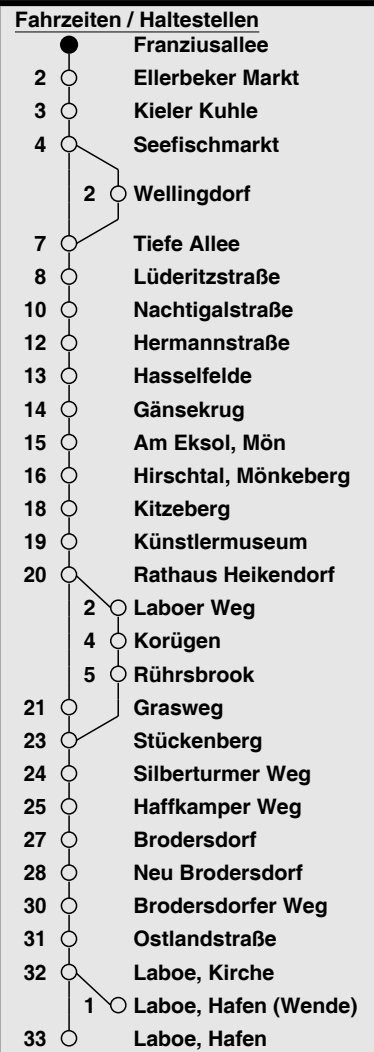 Fahrzeiten / Haltestellen
Franziusallee
2 Ellerbeker Markt
3 Kieler Kuhle
4 Seefischmarkt
2 Wellingdorf
7 Tiefe Allee
8 Lüderitzstraße
10 Nachtigalstraße
12 Hermannstraße
13 Hasselfelde
14 Gänsekrug
15 Am Eksol, Mön
16 Hirschtal, Mönkeberg
18 Kitzeberg
19 Künstlermuseum
20 Rathaus Heikendorf
2 Laboer Weg
4 Korügen
5 Rührsbrook
21 Grasweg
23 Stückenberg
24 Silberturmer Weg
25 Haffkamper Weg
27 Brodersdorf
28 Neu Brodersdorf
30 Brodersdorfer Weg
31 Ostlandstraße
32 Laboe, Kirche
1 Laboe, Hafen (Wende)
33 Laboe, Hafen